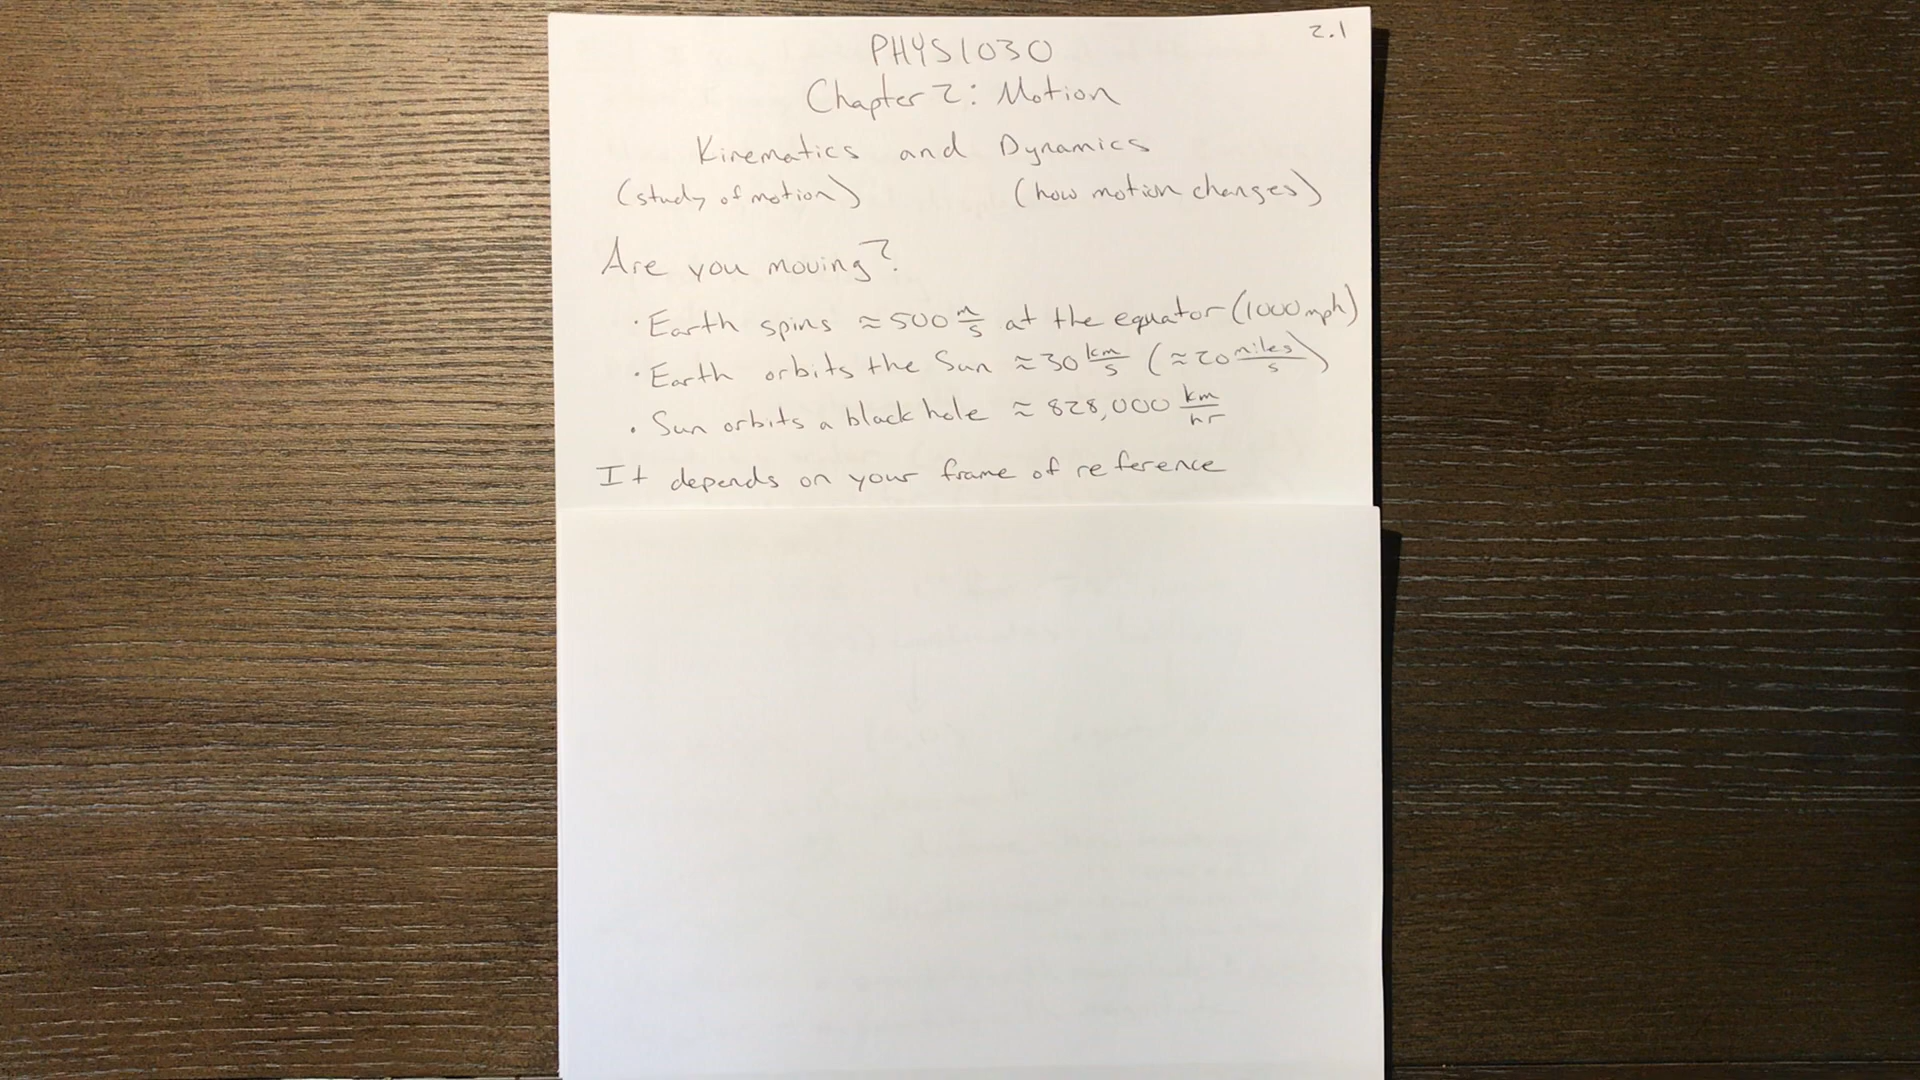 2.1
PHYS1030
Chapter 2: Motion
Kinematics and Dynamics
(study of motion) (how motion changes)
Are you moving?
· Earth spins ≈ 500 m/s at the equator (1000 mph)
· Earth orbits the Sun ≈ 30 km/s (≈ 20 miles/s)
· Sun orbits a black hole ≈ 828,000 km/hr
It depends on your frame of reference